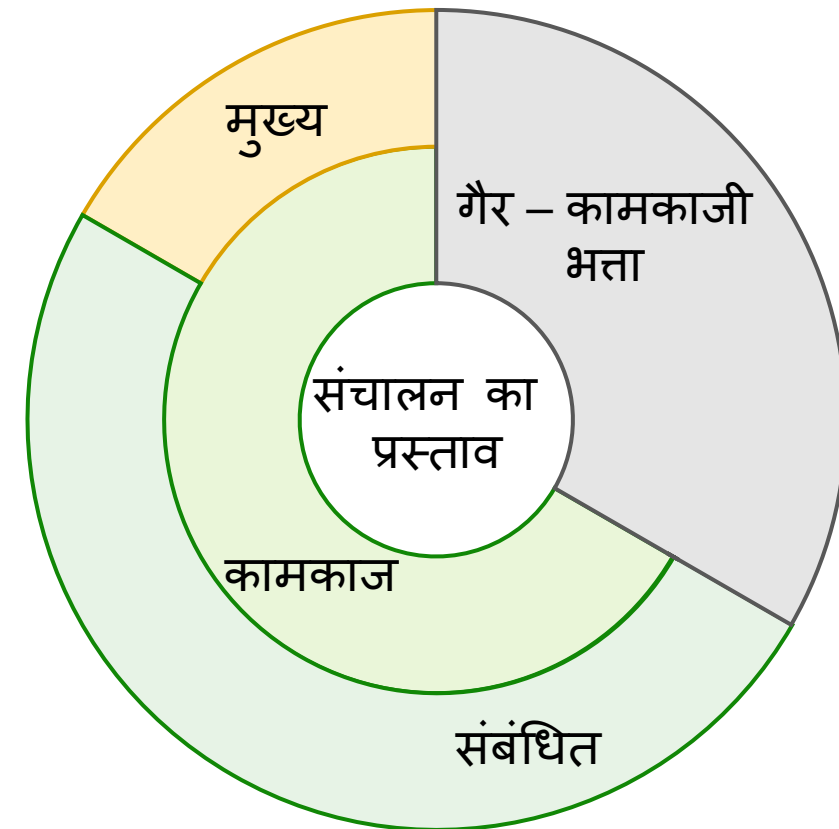 मुख्य
गैर – कामकाजी
भत्ता
संचालन का
प्रस्ताव
कामकाज
संबंधित